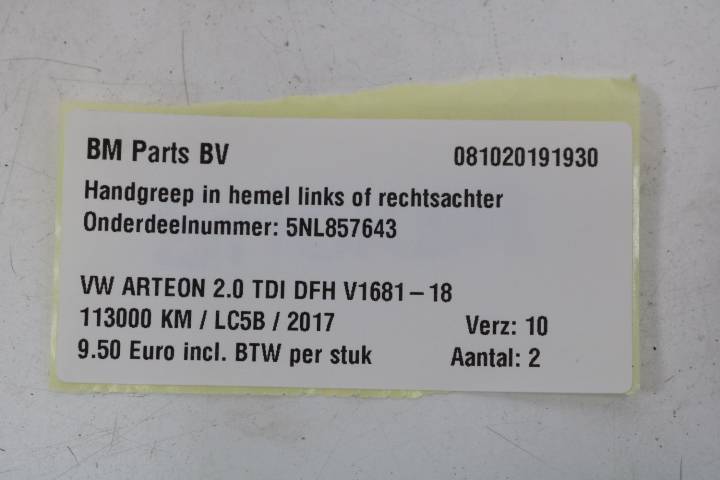 BM Parts BV 081020191930
Handgreep in hemel links of rechtsachter
Onderdeelnummer: 5NL857643
VW ARTEON 2.0 TDI DFH V1681-18
113000 KM / LC5B / 2017 Verz: 10
9.50 Euro incl. BTW per stuk Aantal: 2